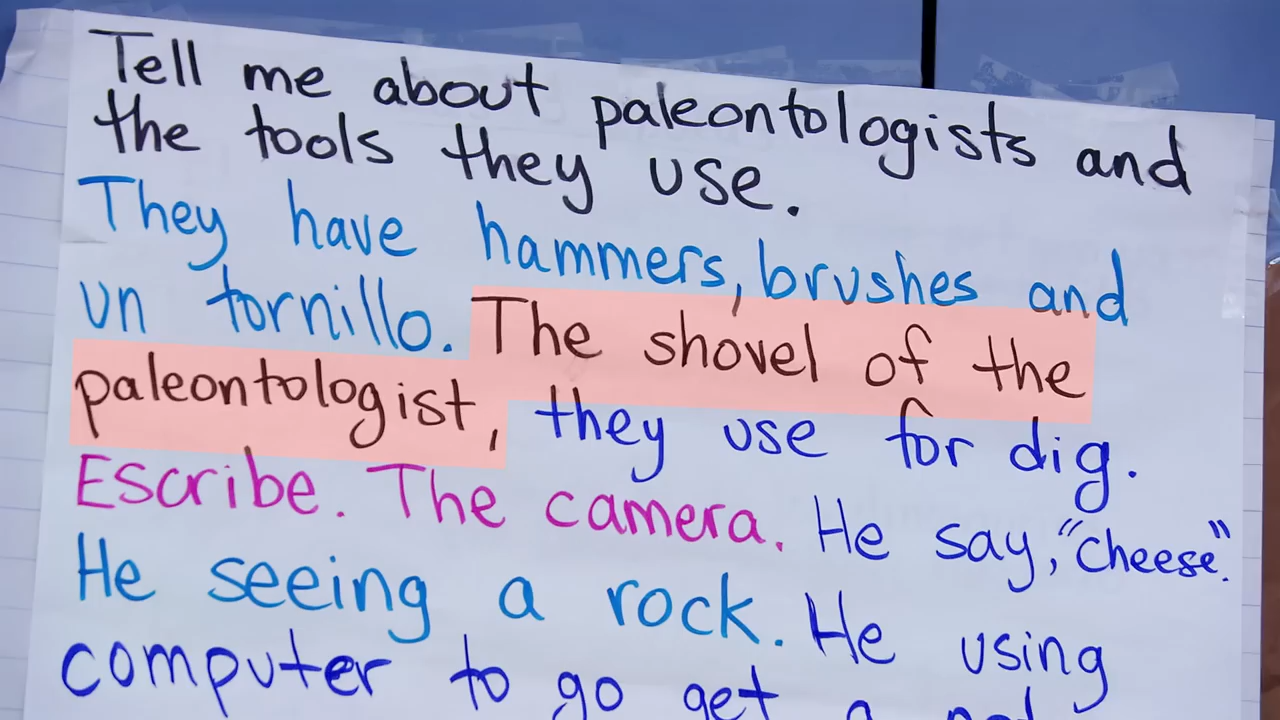 Tell me about paleontologists and
the tools they use.
They have hammers, brushes and
un tornillo. The shovel of the
paleontologist, they use for dig.
Escribe. The camera. He say, "Cheese".
He seeing a rock. He using
computer to go get a